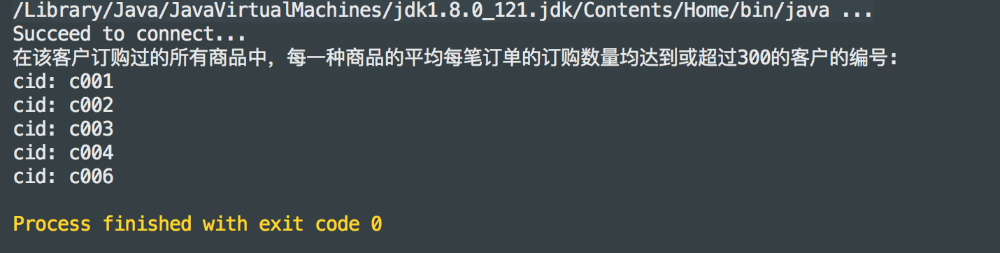 /Library/Java/JavaVirtualMachines/jdk1.8.0_121.jdk/Contents/Home/bin/java ...
Succeed to connect...
在该客户订购过的所有商品中，每一种商品的平均每笔订单的订购数量均达到或超过300的客户的编号:
cid: c001
cid: c002
cid: c003
cid: c004
cid: c006
Process finished with exit code 0